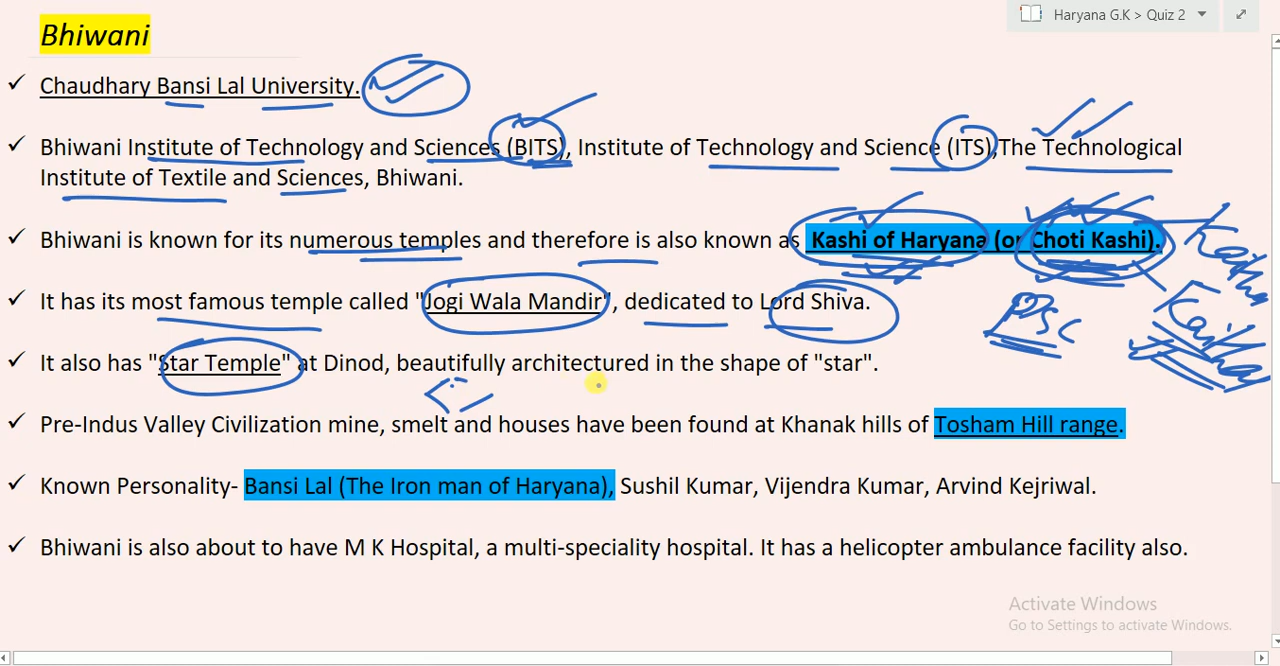 Haryana G.K > Quiz 2
Bhiwani
✓ Chaudhary Bansi Lal University.
✓ Bhiwani Institute of Technology and Sciences (BITS), Institute of Technology and Science (ITS),The Technological
Institute of Textile and Sciences, Bhiwani.
✓ Bhiwani is known for its numerous temples and therefore is also known as Kashi of Haryana (or Choti Kashi).
✓ It has its most famous temple called "Jogi Wala Mandir", dedicated to Lord Shiva.
✓ It also has "Star Temple" at Dinod, beautifully architectured in the shape of "star".
✓ Pre-Indus Valley Civilization mine, smelt and houses have been found at Khanak hills of Tosham Hill range.
✓ Known Personality- Bansi Lal (The Iron man of Haryana), Sushil Kumar, Vijendra Kumar, Arvind Kejriwal.
✓ Bhiwani is also about to have M K Hospital, a multi-speciality hospital. It has a helicopter ambulance facility also.
Activate Windows
Go to Settings to activate Windows.